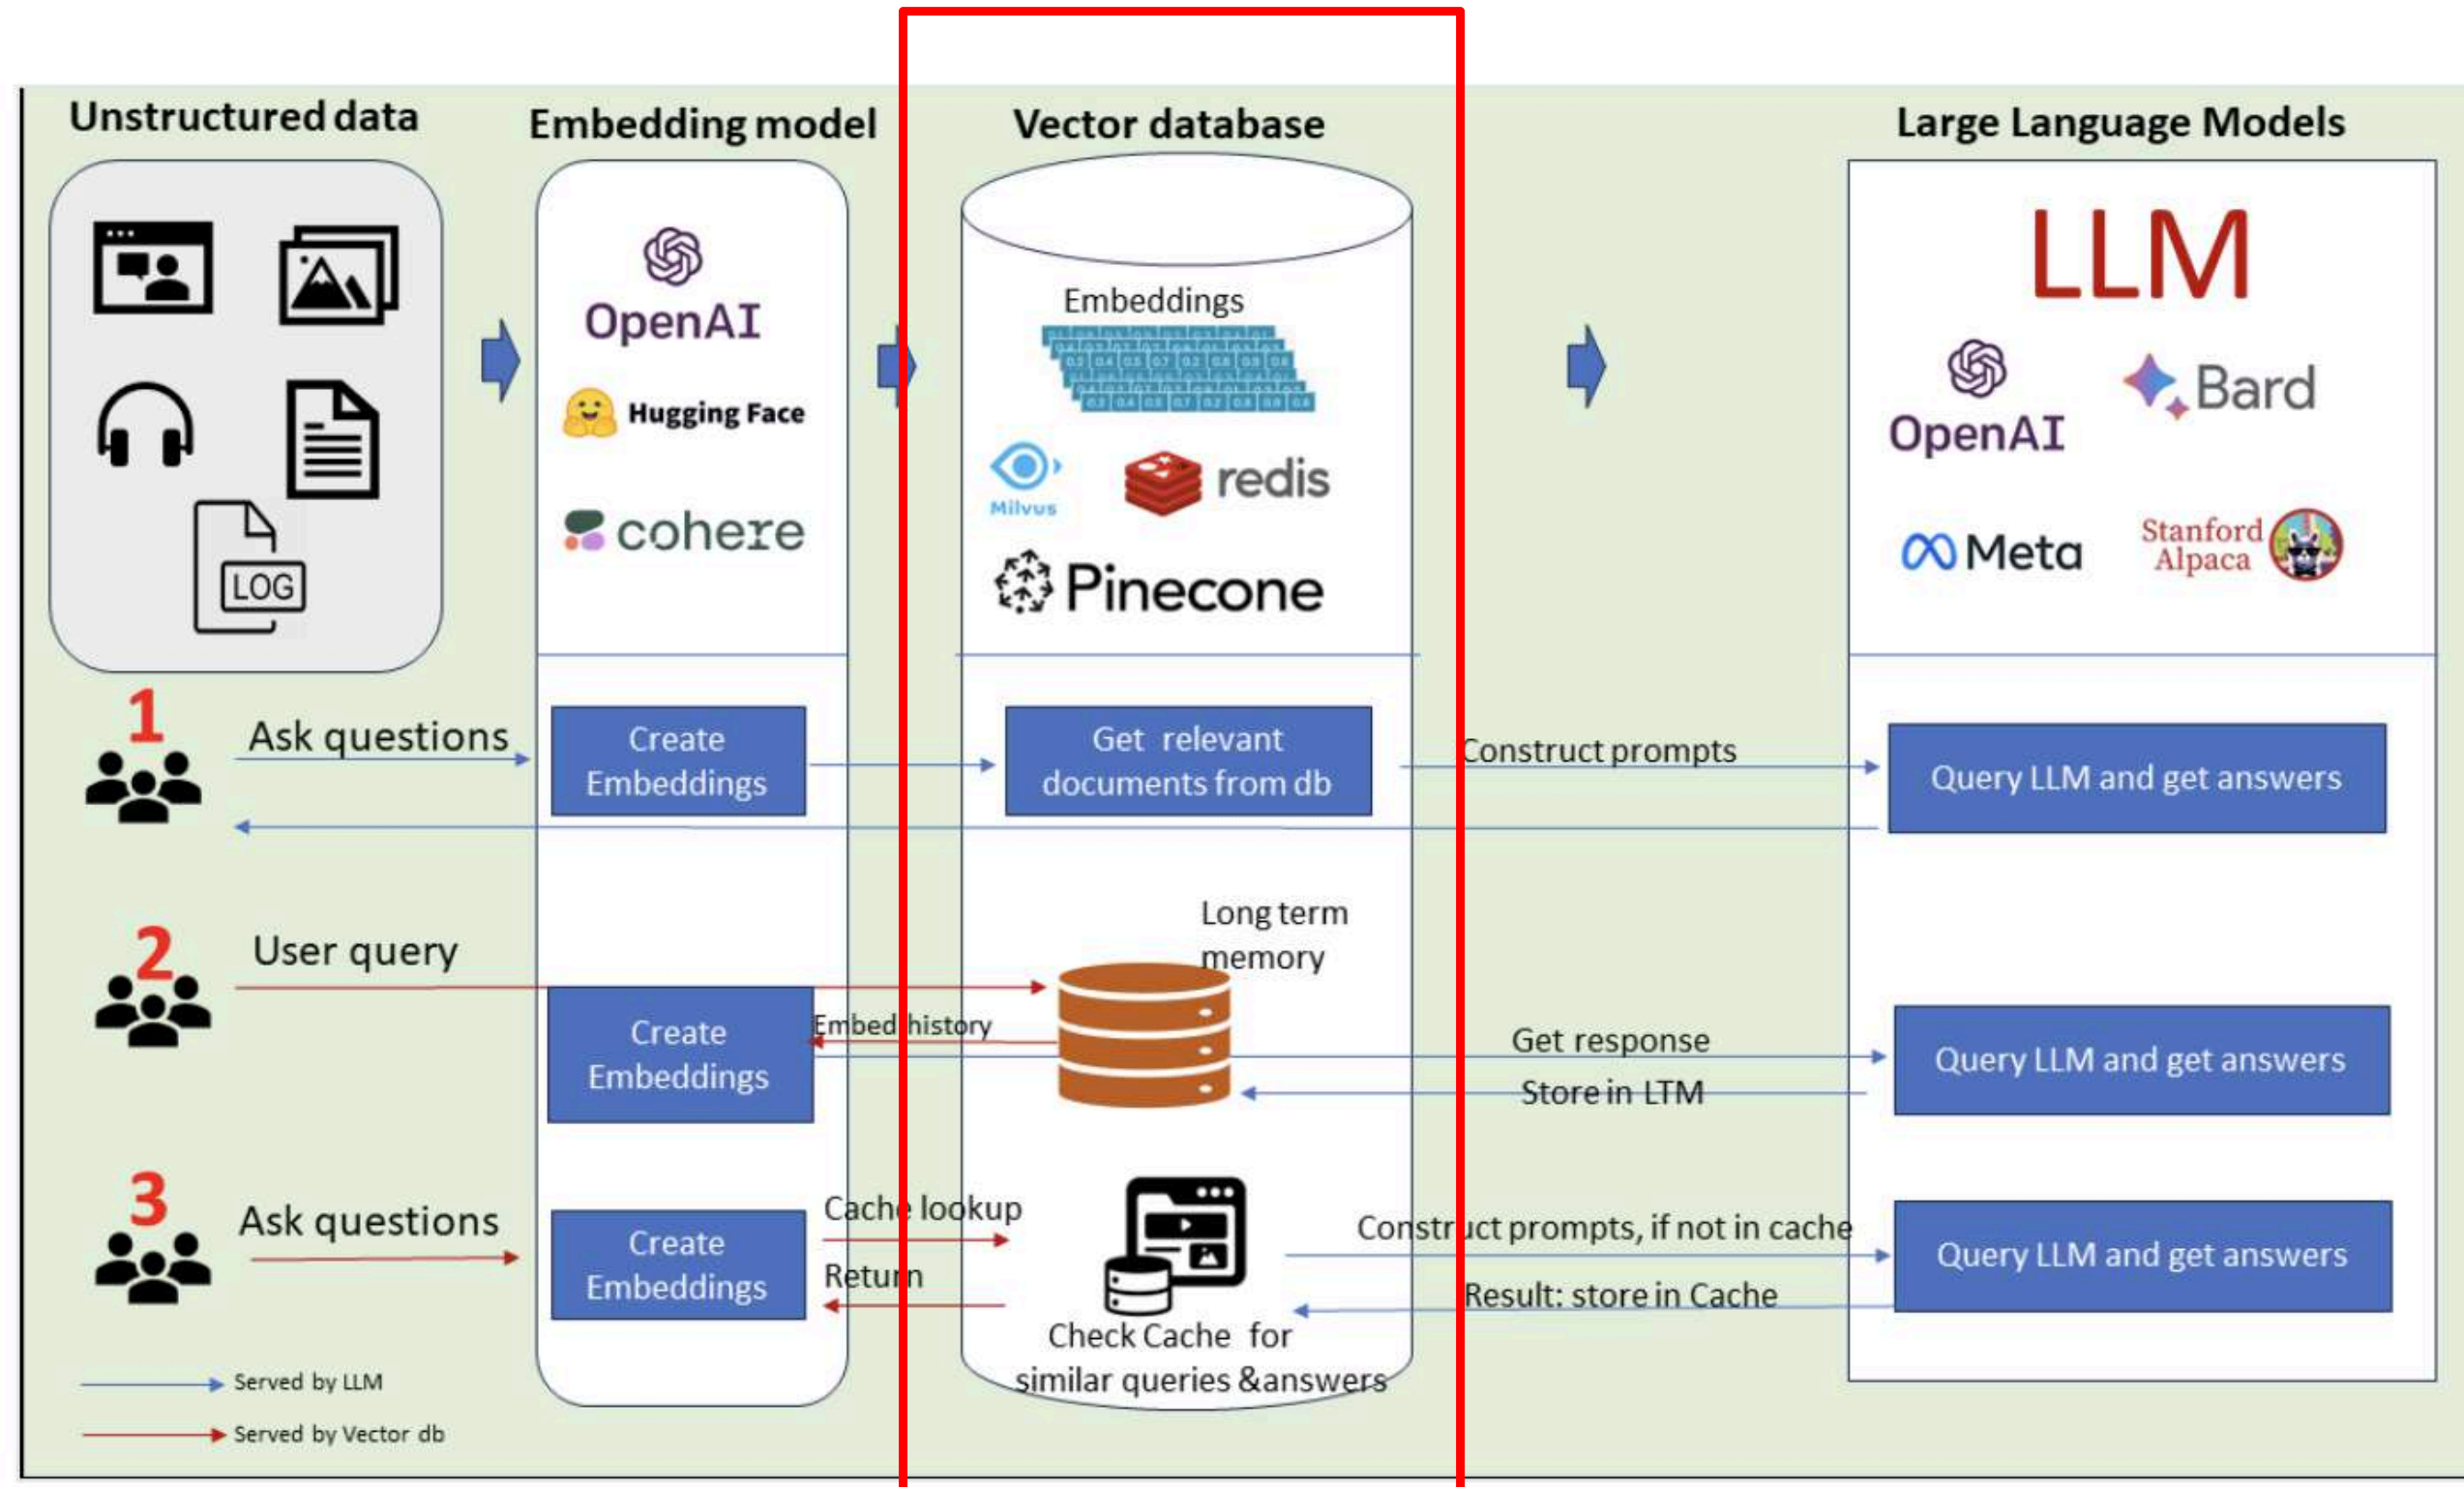 Unstructured data
Embedding model
Vector database
Large Language Models
LOG
OpenAI
Hugging Face
cohere
Embeddings
Milvus
redis
Pinecone
LLM
OpenAI
Bard
Meta
Stanford
Alpaca
1
Ask questions
Create
Embeddings
Get relevant
documents from db
Construct prompts
Query LLM and get answers
2
User query
Create
Embeddings
Embed history
Long term
memory
Get response
Store in LTM
Query LLM and get answers
3
Ask questions
Create
Embeddings
Cache lookup
Return
Check Cache for
similar queries &answers
Construct prompts, if not in cache
Result: store in Cache
Query LLM and get answers
Served by LLM
Served by Vector db